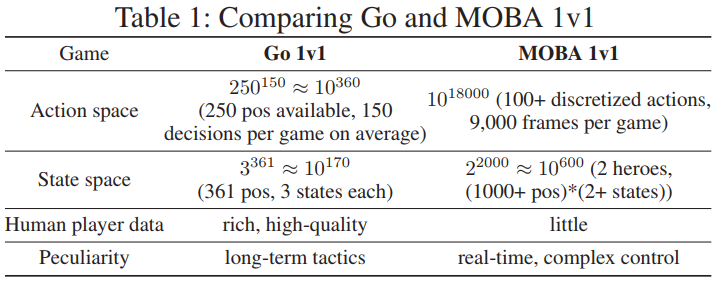 Table 1: Comparing Go and MOBA 1v1
Game Go 1v1 MOBA 1v1
Action space 250^150 ≈ 10^360 (250 pos available, 150 decisions per game on average) 10^18000 (100+ discretized actions, 9,000 frames per game)
State space 3^361 ≈ 10^170 (361 pos, 3 states each) 2^2000 ≈ 10^600 (2 heroes, (1000+ pos)*(2+ states))
Human player data rich, high-quality little
Peculiarity long-term tactics real-time, complex control